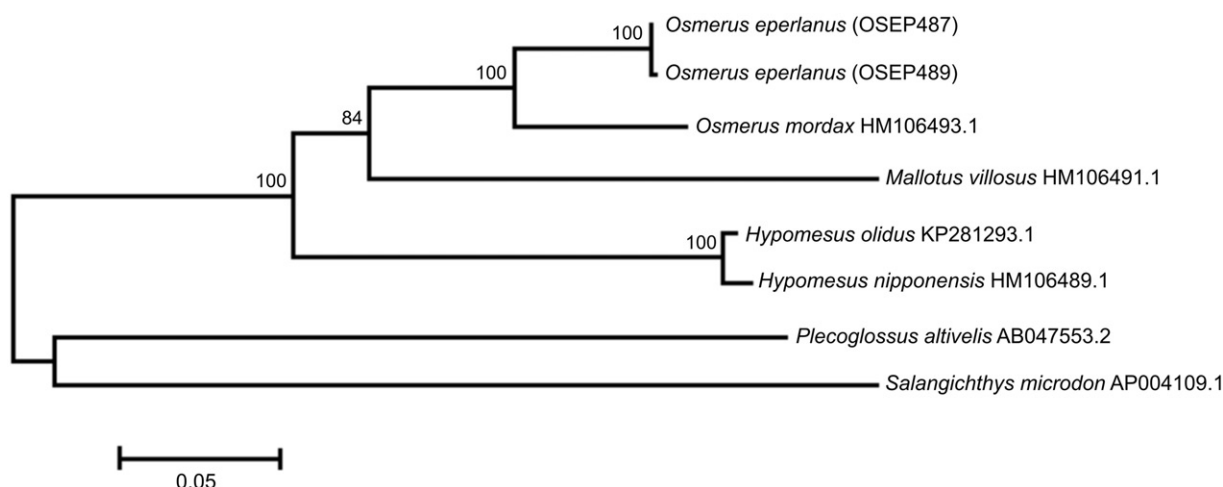 100
Osmerus eperlanus (OSEP487)
100
Osmerus eperlanus (OSEP489)
84
Osmerus mordax HM106493.1
100
Mallotus villosus HM106491.1
100
Hypomesus olidus KP281293.1
Hypomesus nipponensis HM106489.1
Plecoglossus altivelis AB047553.2
Salangichthys microdon AP004109.1
0.05